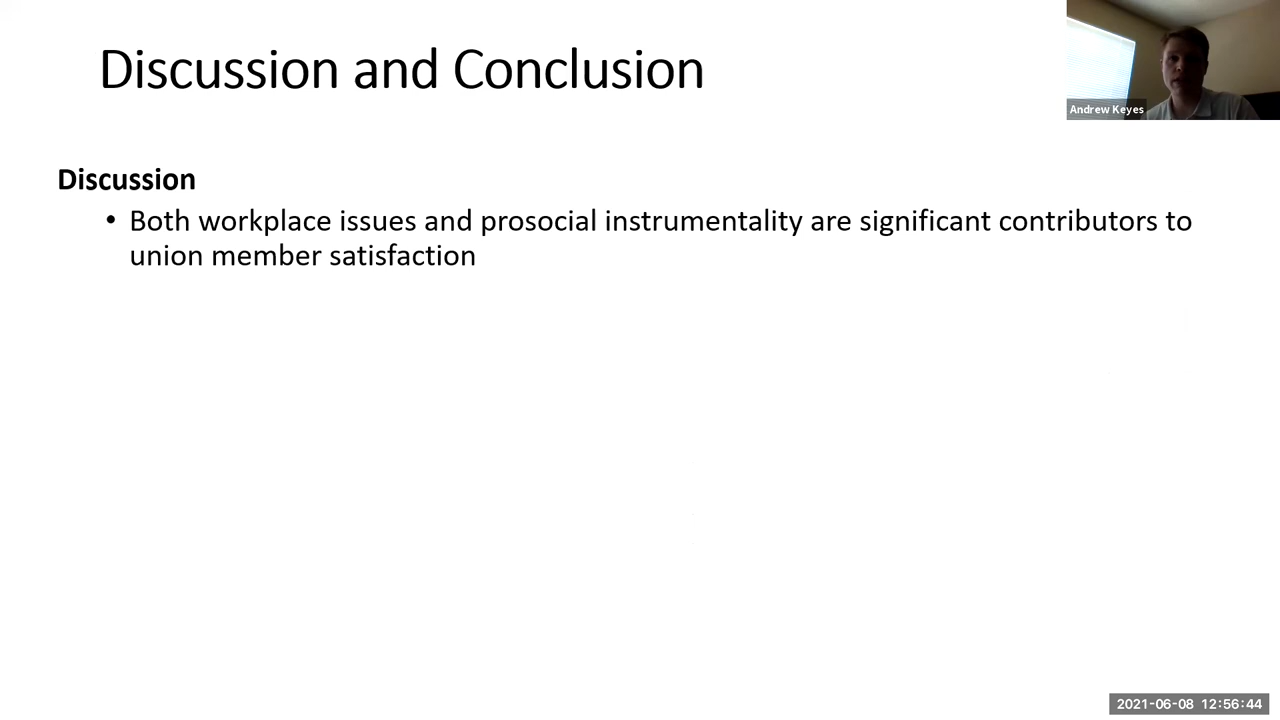 Discussion and Conclusion
Andrew Keyes
Discussion
• Both workplace issues and prosocial instrumentality are significant contributors to
union member satisfaction
2021-06-08 12:56:44